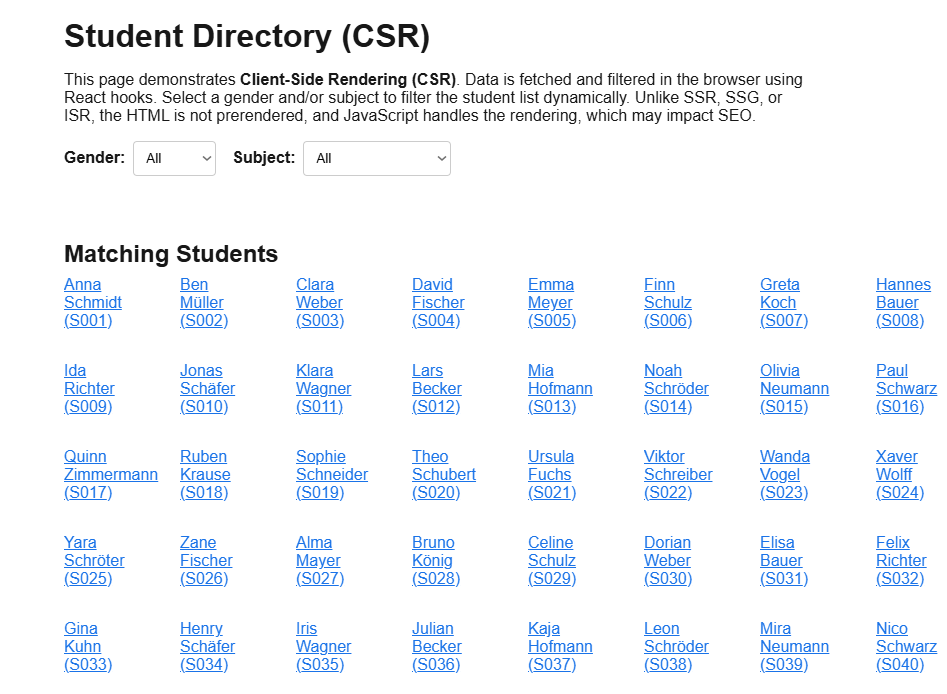 Student Directory (CSR)
This page demonstrates Client-Side Rendering (CSR). Data is fetched and filtered in the browser using
React hooks. Select a gender and/or subject to filter the student list dynamically. Unlike SSR, SSG, or
ISR, the HTML is not prerendered, and JavaScript handles the rendering, which may impact SEO.
Gender: All Subject: All
Matching Students
Anna Schmidt (S001)
Ben Müller (S002)
Clara Weber (S003)
David Fischer (S004)
Emma Meyer (S005)
Finn Schulz (S006)
Greta Koch (S007)
Hannes Bauer (S008)
Ida Richter (S009)
Jonas Schäfer (S010)
Klara Wagner (S011)
Lars Becker (S012)
Mia Hofmann (S013)
Noah Schröder (S014)
Olivia Neumann (S015)
Paul Schwarz (S016)
Quinn Zimmermann (S017)
Ruben Krause (S018)
Sophie Schneider (S019)
Theo Schubert (S020)
Ursula Fuchs (S021)
Viktor Schreiber (S022)
Wanda Vogel (S023)
Xaver Wolff (S024)
Yara Schröter (S025)
Zane Fischer (S026)
Alma Mayer (S027)
Bruno König (S028)
Celine Schulz (S029)
Dorian Weber (S030)
Elisa Bauer (S031)
Felix Richter (S032)
Gina Kuhn (S033)
Henry Schäfer (S034)
Iris Wagner (S035)
Julian Becker (S036)
Kaja Hofmann (S037)
Leon Schröder (S038)
Mira Neumann (S039)
Nico Schwarz (S040)